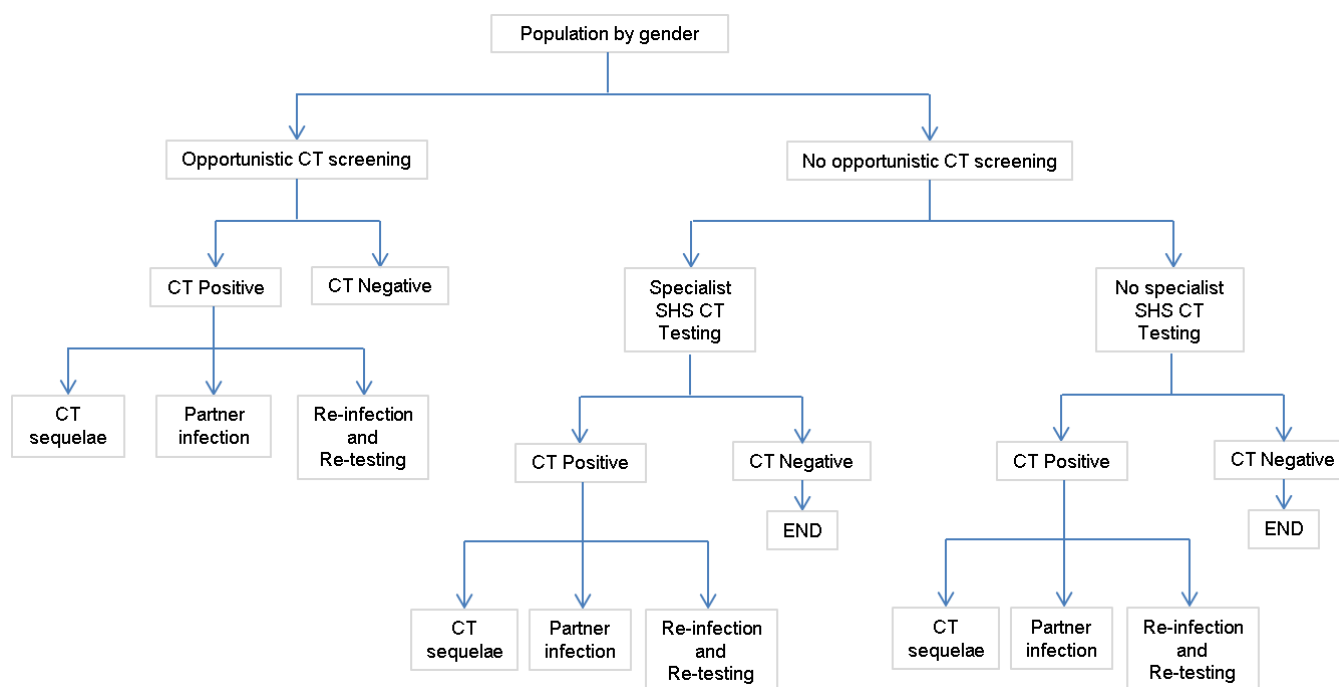 Population by gender
Opportunistic CT screening
No opportunistic CT screening
CT Positive
CT Negative
Specialist
SHS CT
Testing
No specialist
SHS CT
Testing
CT
sequelae
Partner
infection
Re-infection
and
Re-testing
CT Positive
CT Negative
CT Positive
CT Negative
END
END
CT
sequelae
Partner
infection
Re-infection
and
Re-testing
CT
sequelae
Partner
infection
Re-infection
and
Re-testing